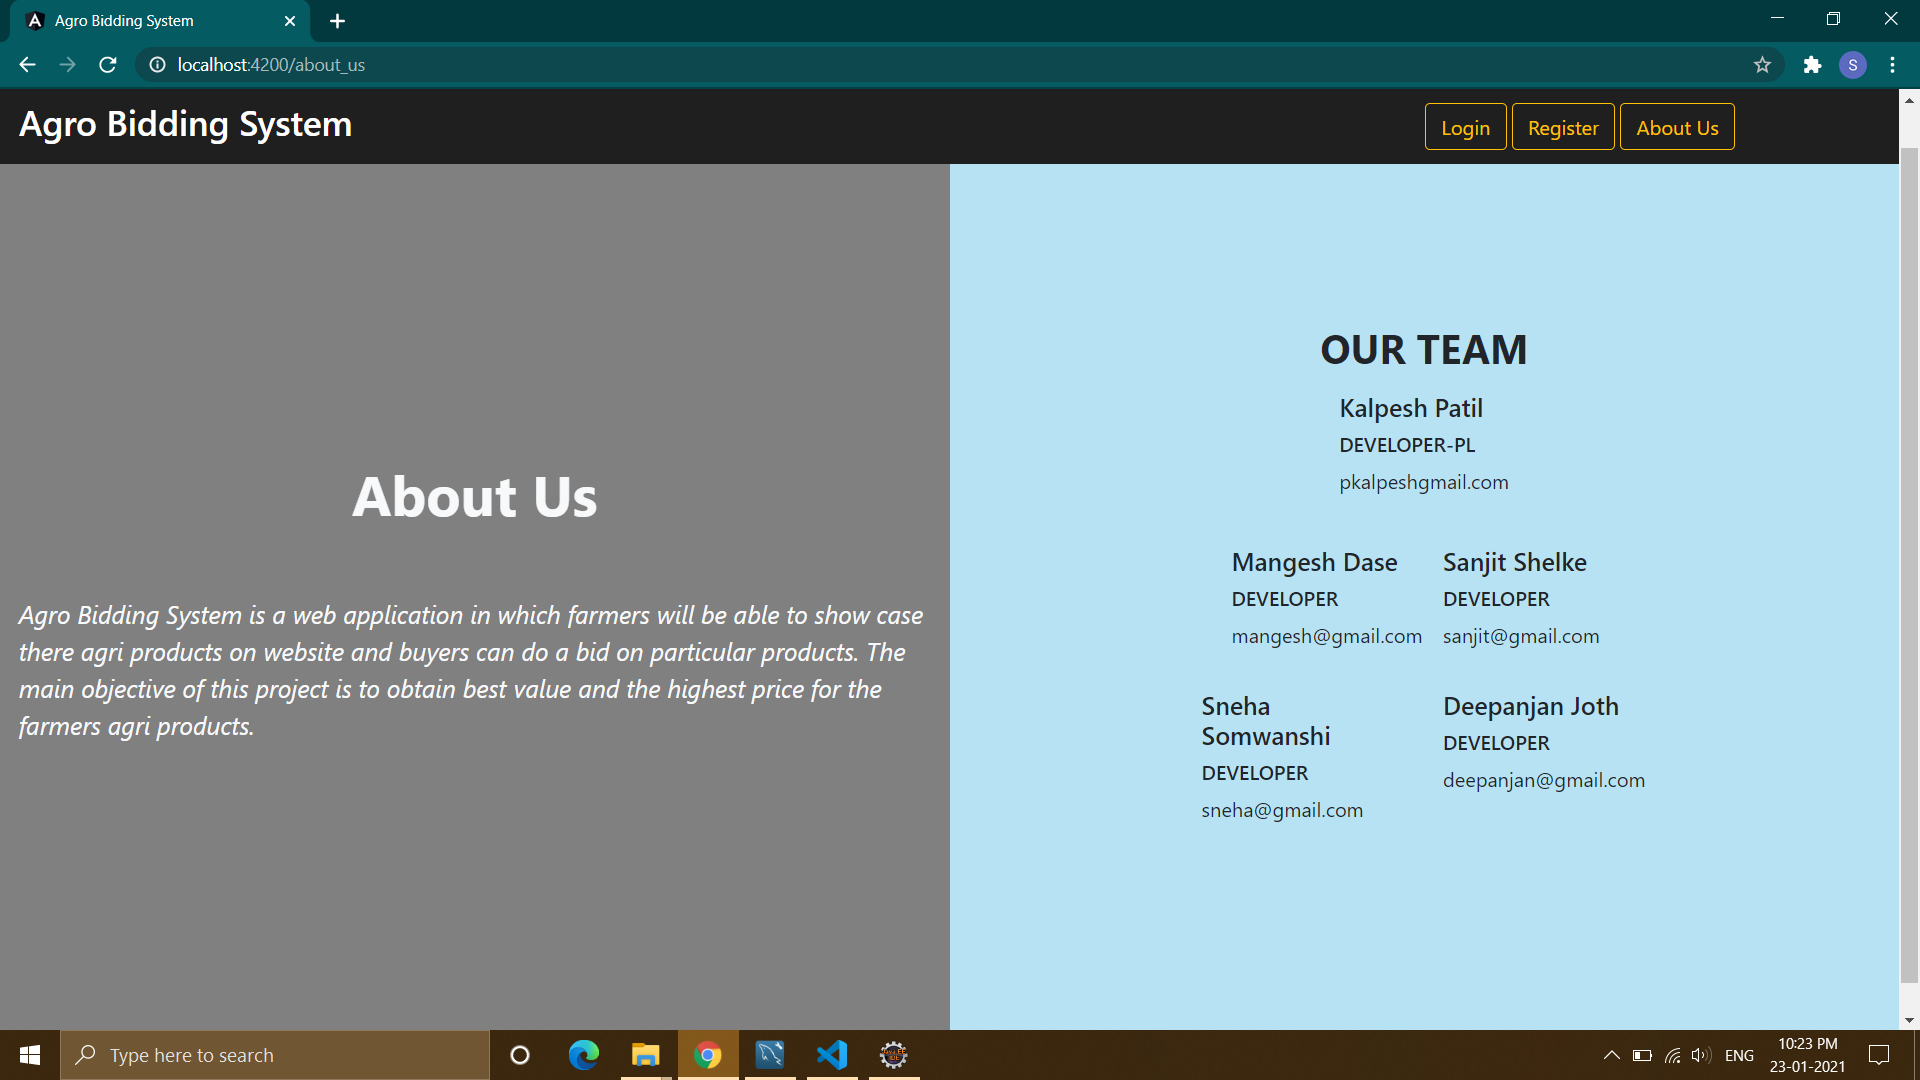 Agro Bidding System
localhost:4200/about_us
S
Agro Bidding System
Login Register About Us
About Us
Agro Bidding System is a web application in which farmers will be able to show case
there agri products on website and buyers can do a bid on particular products. The
main objective of this project is to obtain best value and the highest price for the
farmers agri products.
OUR TEAM
Kalpesh Patil
DEVELOPER-PL
pkalpeshgmail.com
Mangesh Dase
DEVELOPER
mangesh@gmail.com
Sanjit Shelke
DEVELOPER
sanjit@gmail.com
Sneha
Somwanshi
DEVELOPER
sneha@gmail.com
Deepanjan Joth
DEVELOPER
deepanjan@gmail.com
Type here to search
ENG
10:23 PM
23-01-2021